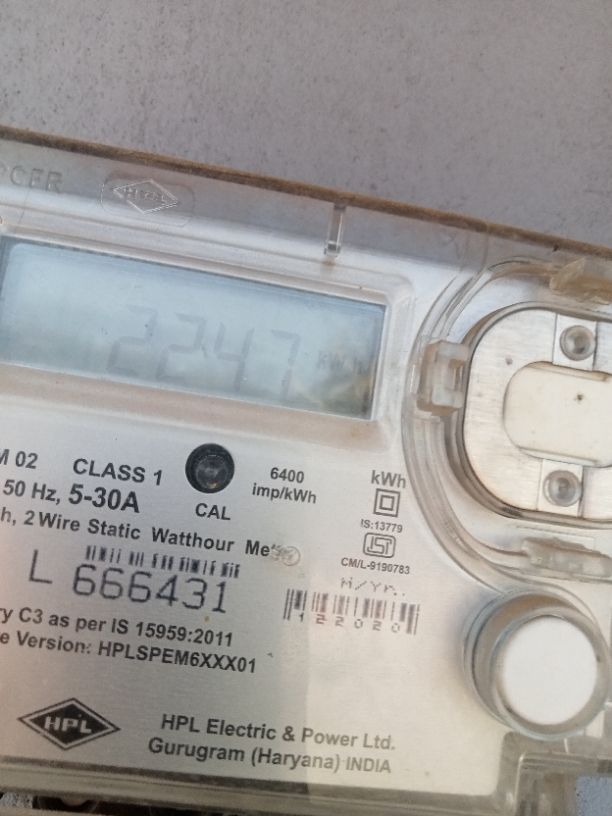 HPL
2247 kWh
M 02 CLASS 1
6400
imp/kWh
kWh
50 Hz, 5-30A
CAL
IS:13779
h, 2 Wire Static Watthour Me
ISI
CM/L-9190783
L 666431
M/YR.
122020
ry C3 as per IS 15959:2011
e Version: HPLSPEM6XXX01
HPL
HPL Electric & Power Ltd.
Gurugram (Haryana) INDIA